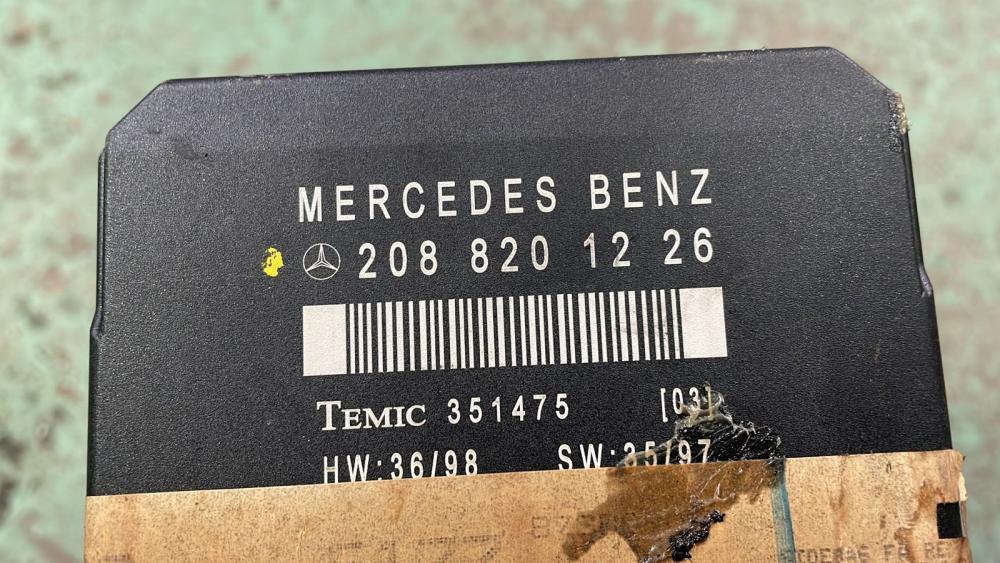 MERCEDES BENZ
208 820 12 26
TEMIC 351475 [03]
HW:36/98 SW:35/97